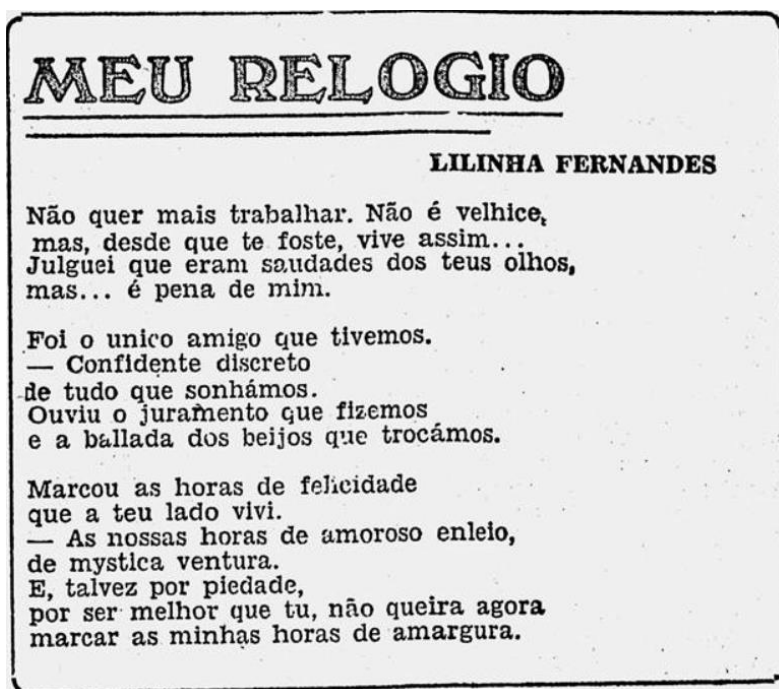 MEU RELOGIO
LILINHA FERNANDES
Não quer mais trabalhar. Não é velhice,
mas, desde que te foste, vive assim...
Julguei que eram saudades dos teus olhos,
mas... é pena de mim.
Foi o unico amigo que tivemos.
— Confidente discreto
de tudo que sonhámos.
Ouviu o juramento que fizemos
e a ballada dos beijos que trocámos.
Marcou as horas de felicidade
que a teu lado vivi.
— As nossas horas de amoroso enleio,
de mystica ventura.
E, talvez por piedade,
por ser melhor que tu, não queira agora
marcar as minhas horas de amargura.